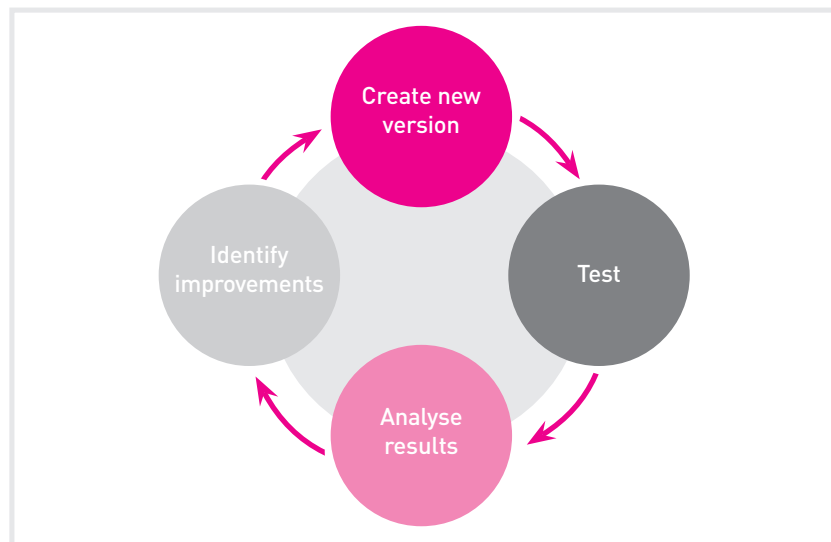 Create new
version
Test
Analyse
results
Identify
improvements